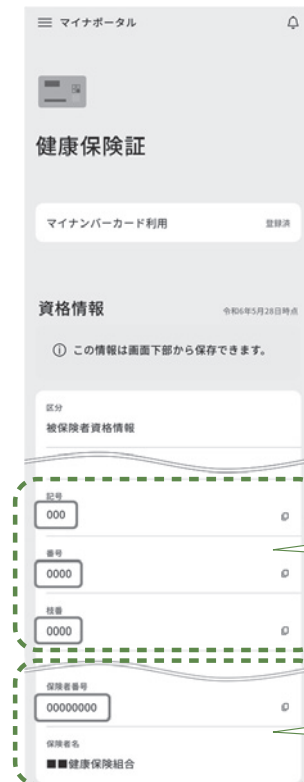 マイナポータル
健康保険証
マイナンバーカード利用 登録済
資格情報 令和6年5月28日時点
この情報は画面下部から保存できます。
区分
被保険者資格情報
記号
000
番号
0000
枝番
0000
保険者番号
00000000
保険者名
■■健康保険組合